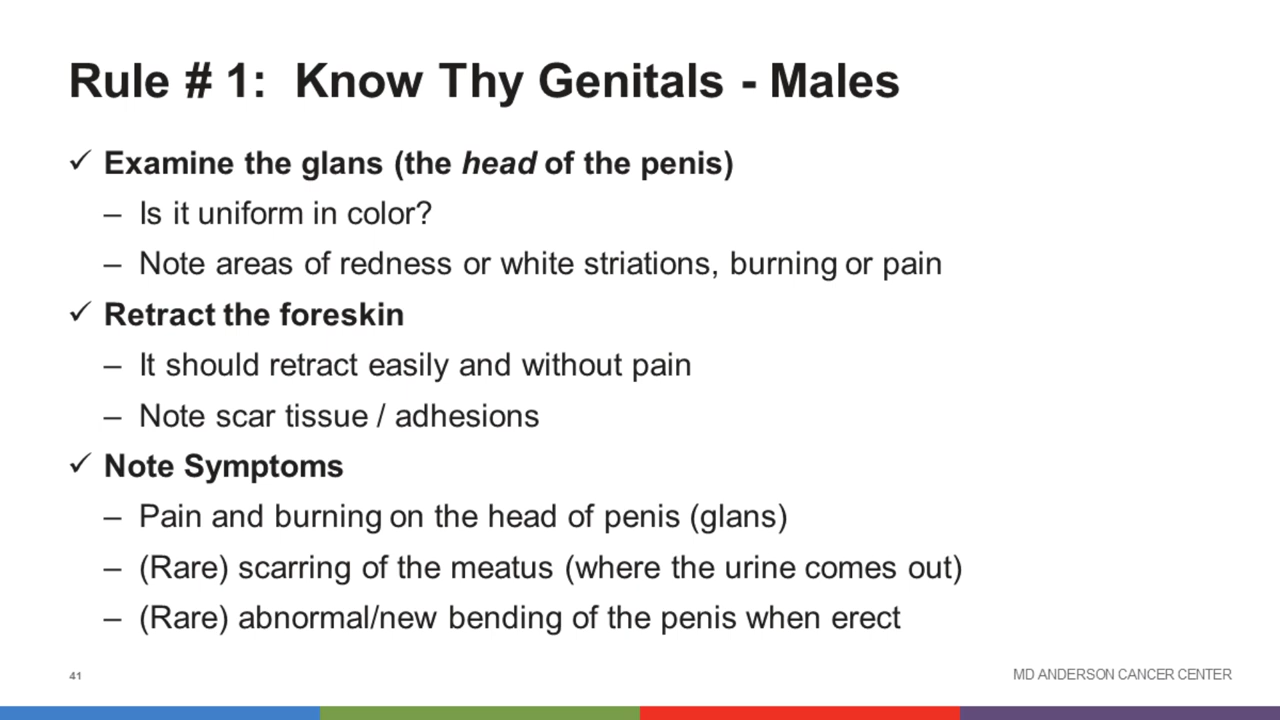 Rule # 1:  Know Thy Genitals - Males
✓ Examine the glans (the head of the penis)
– Is it uniform in color?
– Note areas of redness or white striations, burning or pain
✓ Retract the foreskin
– It should retract easily and without pain
– Note scar tissue / adhesions
✓ Note Symptoms
– Pain and burning on the head of penis (glans)
– (Rare) scarring of the meatus (where the urine comes out)
– (Rare) abnormal/new bending of the penis when erect
41
MD ANDERSON CANCER CENTER